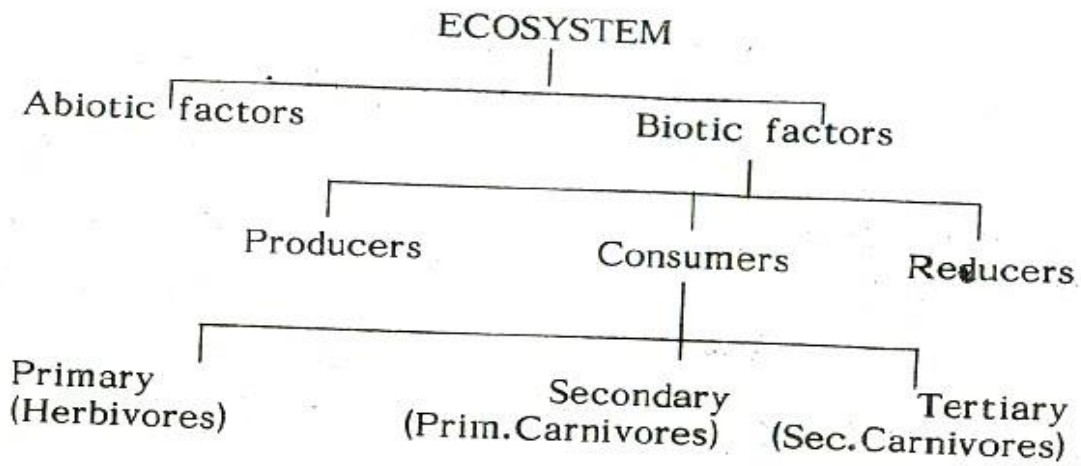 ECOSYSTEM
Abiotic factors
Biotic factors
Producers
Consumers
Reducers
Primary
(Herbivores)
Secondary
(Prim.Carnivores)
Tertiary
(Sec.Carnivores)